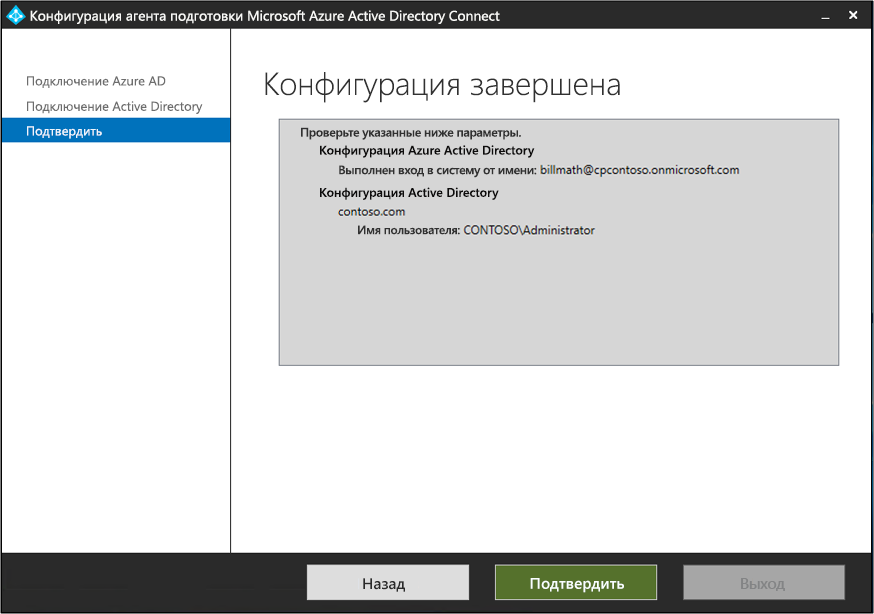 Конфигурация агента подготовки Microsoft Azure Active Directory Connect
Подключение Azure AD
Подключение Active Directory
Подтвердить
Конфигурация завершена
Проверьте указанные ниже параметры.
Конфигурация Azure Active Directory
Выполнен вход в систему от имени: billmath@cpcontoso.onmicrosoft.com
Конфигурация Active Directory
contoso.com
Имя пользователя: CONTOSO\Administrator
Назад
Подтвердить
Выход